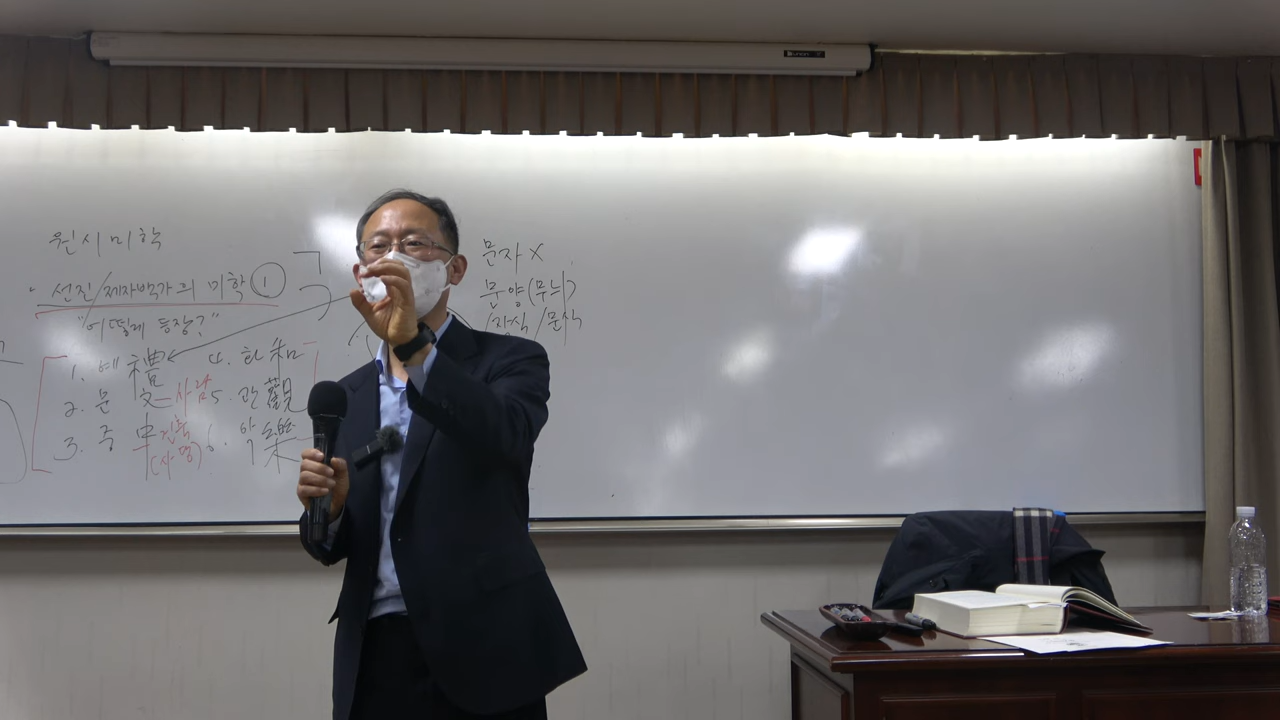 원시미학
· 선진/제자백가의 미학 ①
"어떻게 등장?"
1. 예 禮
2. 문 文 사람
3. 중 中
(사명)
4. 화 和
5. 관 觀
6. 악 樂
문자 X
문양(무늬)
/장식/문식